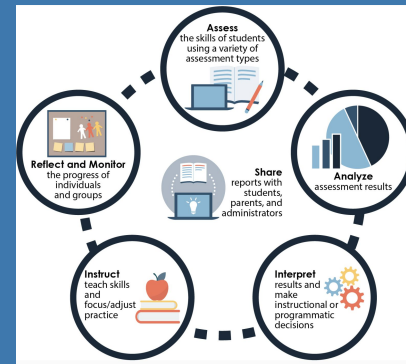 Assess
the skills of students
using a variety of
assessment types
Analyze
assessment results
Interpret
results and
make
instructional or
programmatic
decisions
Instruct
teach skills
and
focus/adjust
practice
Reflect and Monitor
the progress of
individuals
and groups
Share
reports with
students,
parents, and
administrators